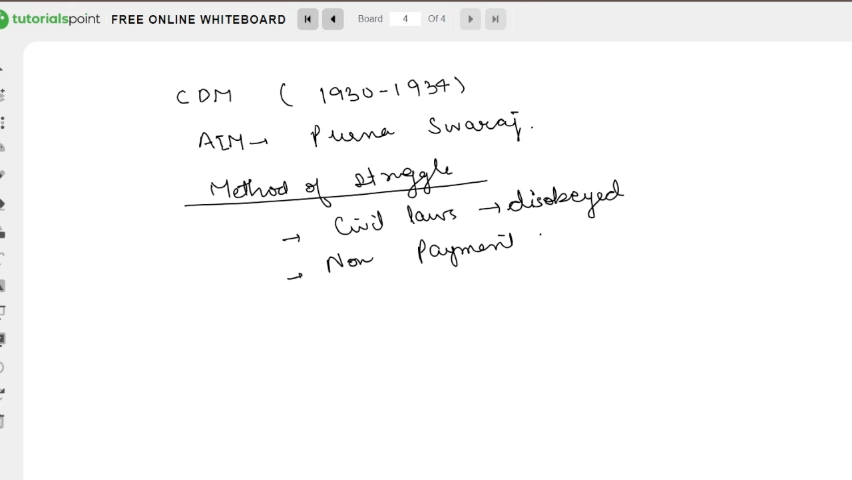 tutorialspoint FREE ONLINE WHITEBOARD Board 4 Of 4
CDM ( 1930-1934)
AIM → Purna Swaraj.
Method of struggle
→ Civil laws → disobeyed
→ Non Payment